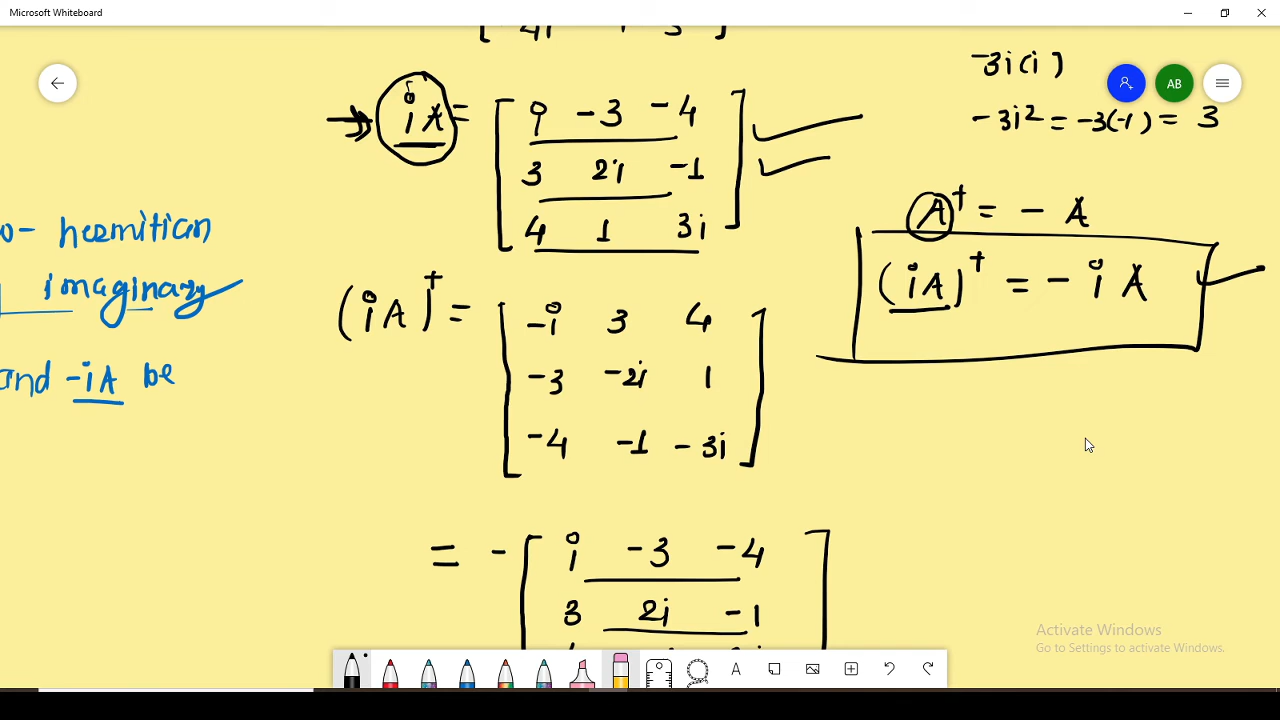 Microsoft Whiteboard
-3i(i)
AB
→ iA = [ i -3 -4
-3i² = -3(-1) = 3
3 2i -1
4 1 3i ]
A† = - A
hermitian
imaginary
(iA)† = - i A
(iA)† = [ -i 3 4
-3 -2i 1
-4 -1 -3i ]
and -iA be
= - [ i -3 -4
3 2i -1
A
Activate Windows
Go to Settings to activate Windows.